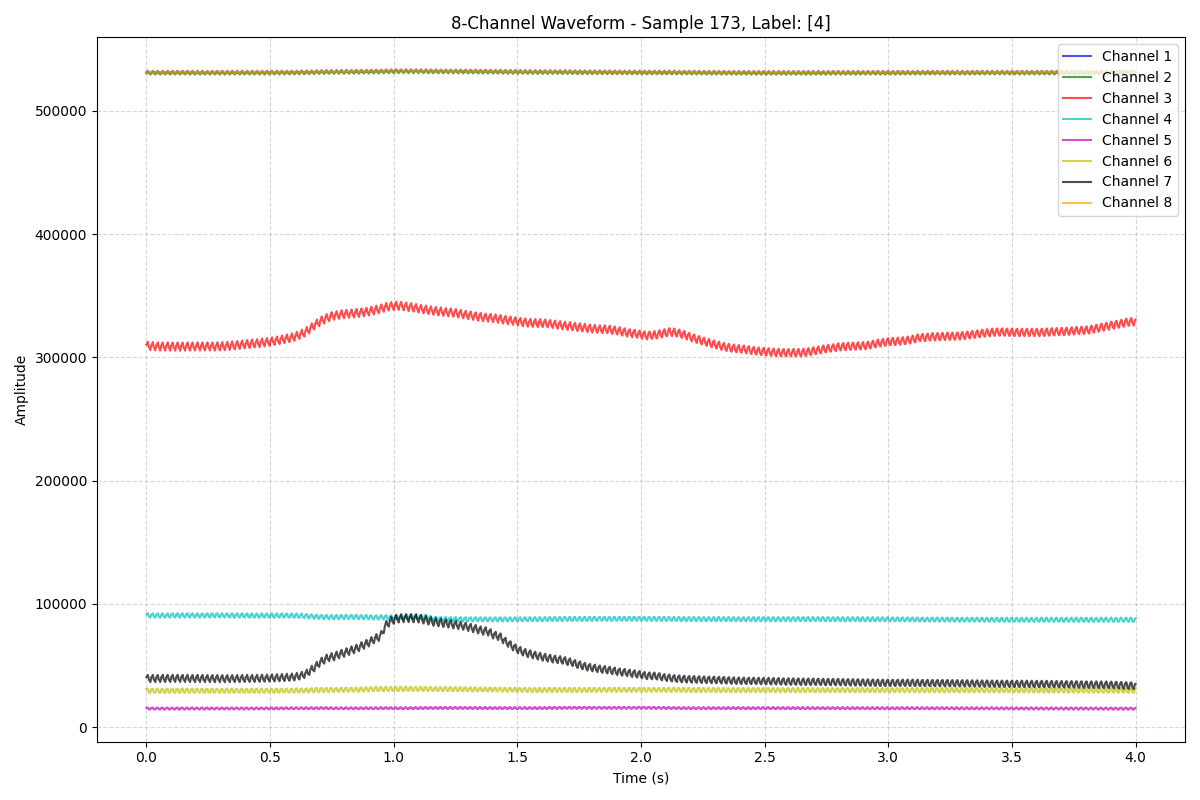 8-Channel Waveform - Sample 173, Label: [4]
Channel 1
Channel 2
Channel 3
Channel 4
Channel 5
Channel 6
Channel 7
Channel 8
500000
400000
300000
200000
100000
0
Amplitude
0.0 0.5 1.0 1.5 2.0 2.5 3.0 3.5 4.0
Time (s)